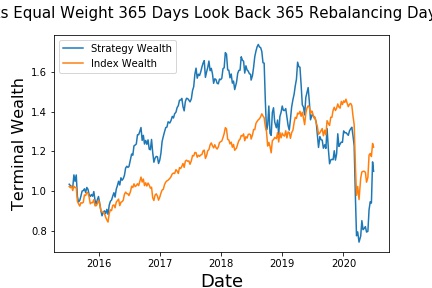 s Equal Weight 365 Days Look Back 365 Rebalancing Day
Strategy Wealth
Index Wealth
Terminal Wealth
1.6
1.4
1.2
1.0
0.8
2016 2017 2018 2019 2020
Date